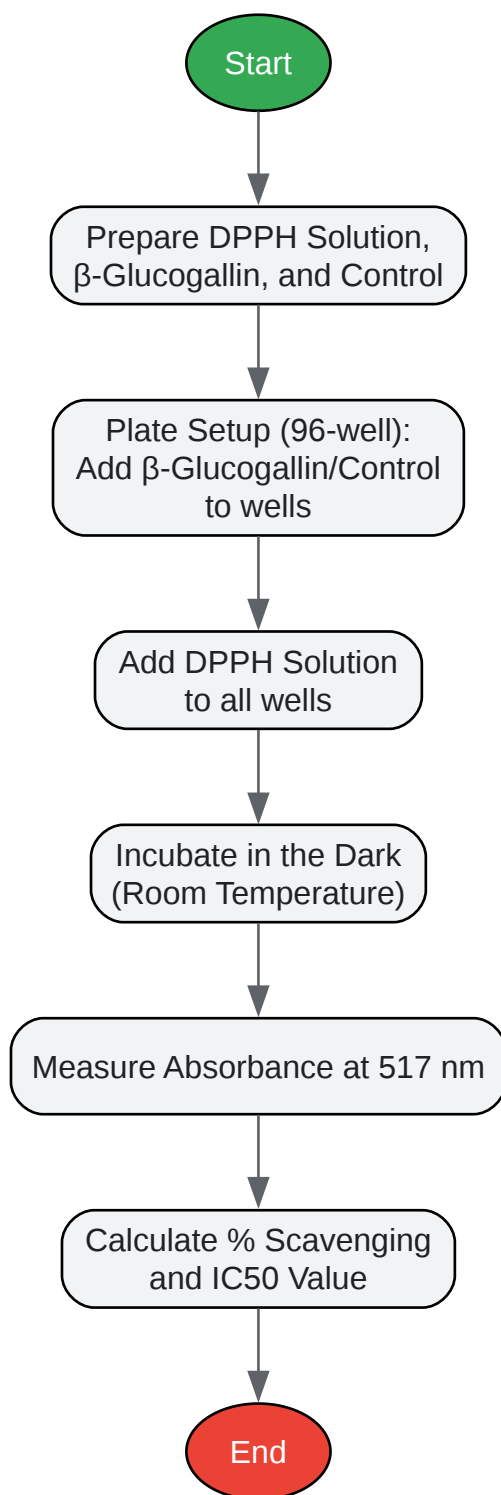 Start
Prepare DPPH Solution,
β-Glucogallin, and Control
Plate Setup (96-well):
Add β-Glucogallin/Control
to wells
Add DPPH Solution
to all wells
Incubate in the Dark
(Room Temperature)
Measure Absorbance at 517 nm
Calculate % Scavenging
and IC50 Value
End